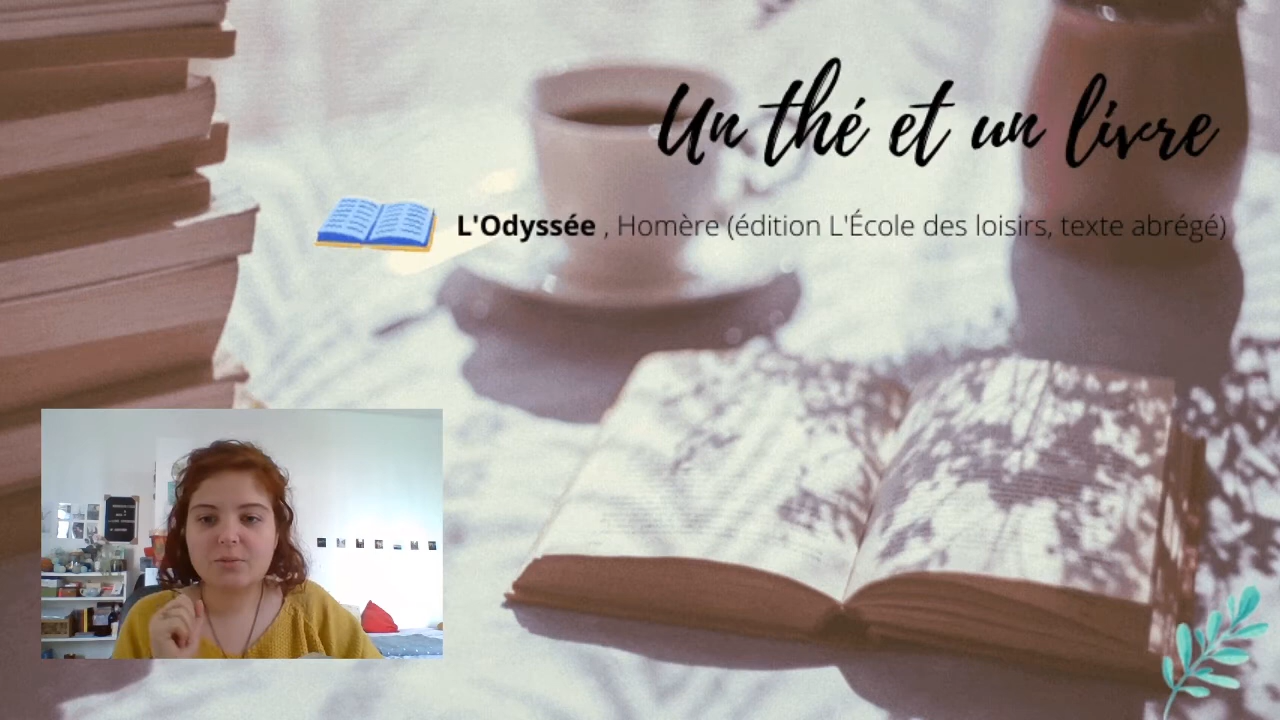 Un thé et un livre
L'Odyssée , Homère (édition L'École des loisirs, texte abrégé)